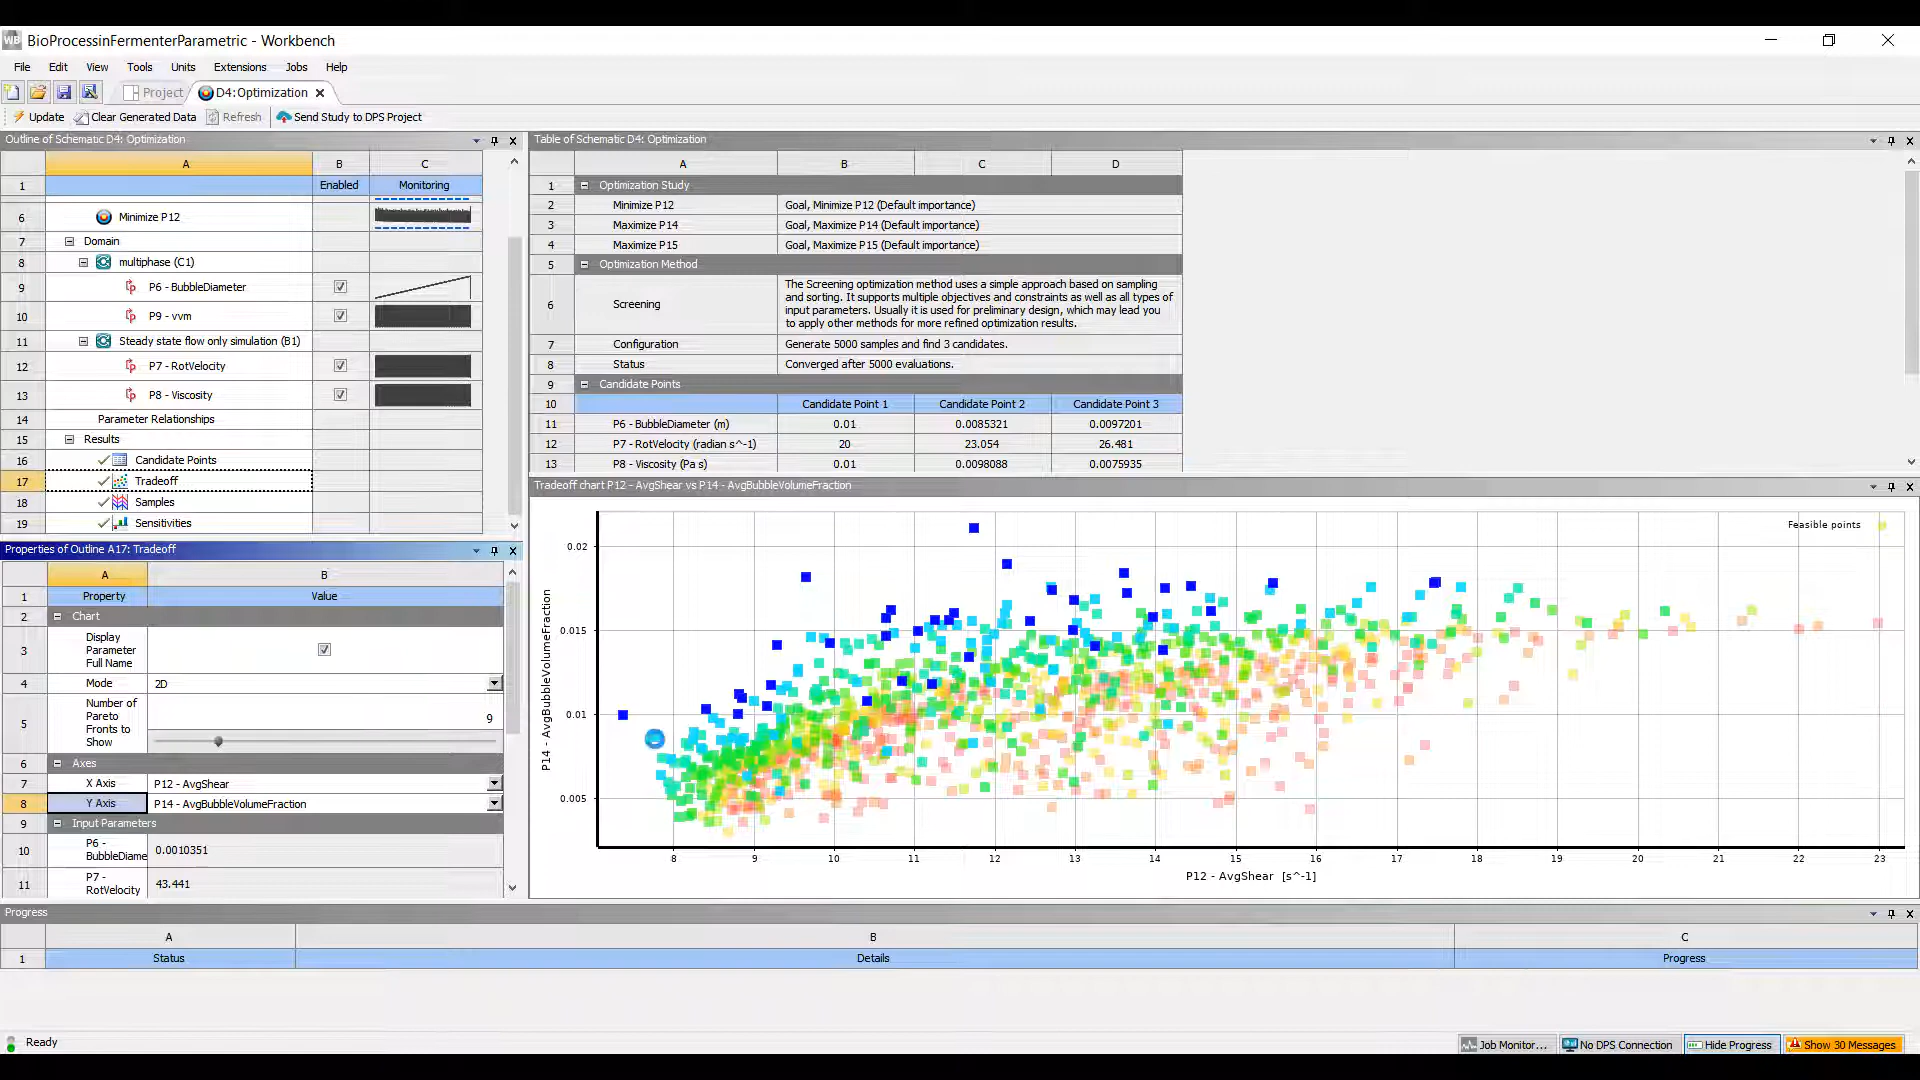 BioProcessinFermenterParametric - Workbench
File Edit View Tools Units Extensions Jobs Help
Project D4:Optimization
Update Clear Generated Data Refresh Send Study to DPS Project
Outline of Schematic D4: Optimization
A B C
1 Enabled Monitoring
6 Minimize P12
7 Domain
8 multiphase (C1)
9 P6 - BubbleDiameter
10 P9 - vvm
11 Steady state flow only simulation (B1)
12 P7 - RotVelocity
13 P8 - Viscosity
14 Parameter Relationships
15 Results
16 Candidate Points
17 Tradeoff
18 Samples
19 Sensitivities
Table of Schematic D4: Optimization
A B C D
1 Optimization Study
2 Minimize P12 Goal, Minimize P12 (Default importance)
3 Maximize P14 Goal, Maximize P14 (Default importance)
4 Maximize P15 Goal, Maximize P15 (Default importance)
5 Optimization Method
6 Screening
The Screening optimization method uses a simple approach based on sampling
and sorting. It supports multiple objectives and constraints as well as all types of
input parameters. Usually it is used for preliminary design, which may lead you
to apply other methods for more refined optimization results.
7 Configuration Generate 5000 samples and find 3 candidates.
8 Status Converged after 5000 evaluations.
9 Candidate Points
10 Candidate Point 1 Candidate Point 2 Candidate Point 3
11 P6 - BubbleDiameter (m) 0.01 0.0085321 0.0097201
12 P7 - RotVelocity (radian s^-1) 20 23.054 26.481
13 P8 - Viscosity (Pa s) 0.01 0.0098088 0.0075935
Properties of Outline A17: Tradeoff
A B
1 Property Value
2 Chart
3 Display
Parameter
Full Name
4 Mode 2D
5 Number of
Pareto
Fronts to
Show
9
6 Axes
7 X Axis P12 - AvgShear
8 Y Axis P14 - AvgBubbleVolumeFraction
9 Input Parameters
10 P6 -
BubbleDiame
0.0010351
11 P7 -
RotVelocity
43.441
Tradeoff chart P12 - AvgShear vs P14 - AvgBubbleVolumeFraction
Feasible points
P14 - AvgBubbleVolumeFraction
0.02
0.015
0.01
0.005
8 9 10 11 12 13 14 15 16 17 18 19 20 21 22 23
P12 - AvgShear [s^-1]
Progress
A B C
1 Status Details Progress
Ready
Job Monitor... No DPS Connection Hide Progress Show 30 Messages